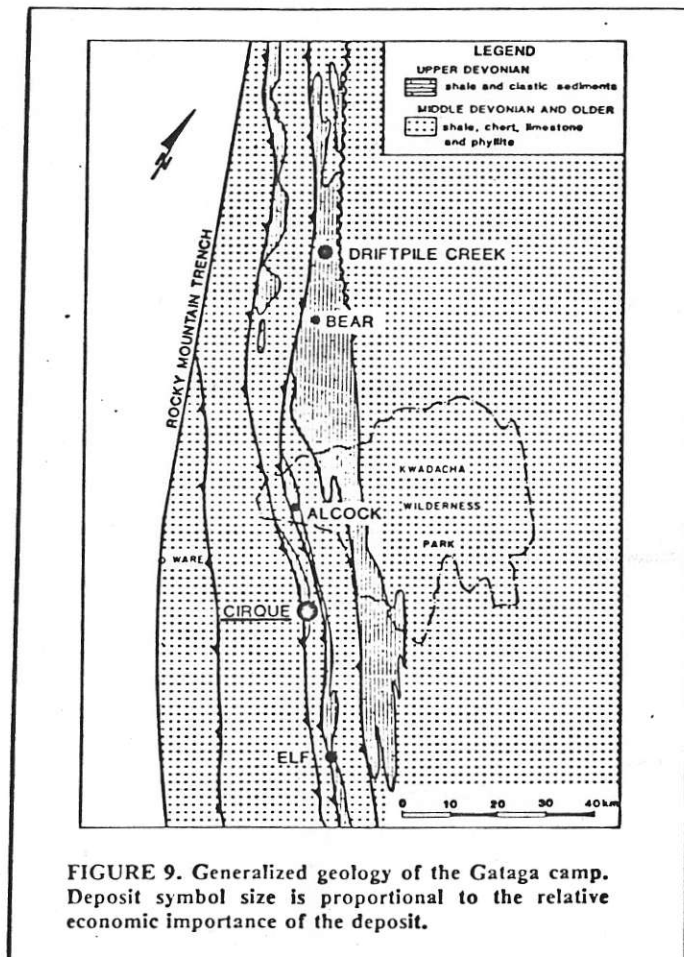 LEGEND
UPPER DEVONIAN
shale and clastic sediments
MIDDLE DEVONIAN AND OLDER
shale, chert, limestone
and phyllite
N
ROCKY MOUNTAIN TRENCH
DRIFTPILE CREEK
BEAR
KWADACHA
WILDERNESS
PARK
ALCOCK
WARE
CIRQUE
ELF
0 10 20 30 40 km
FIGURE 9. Generalized geology of the Gataga camp.
Deposit symbol size is proportional to the relative
economic importance of the deposit.